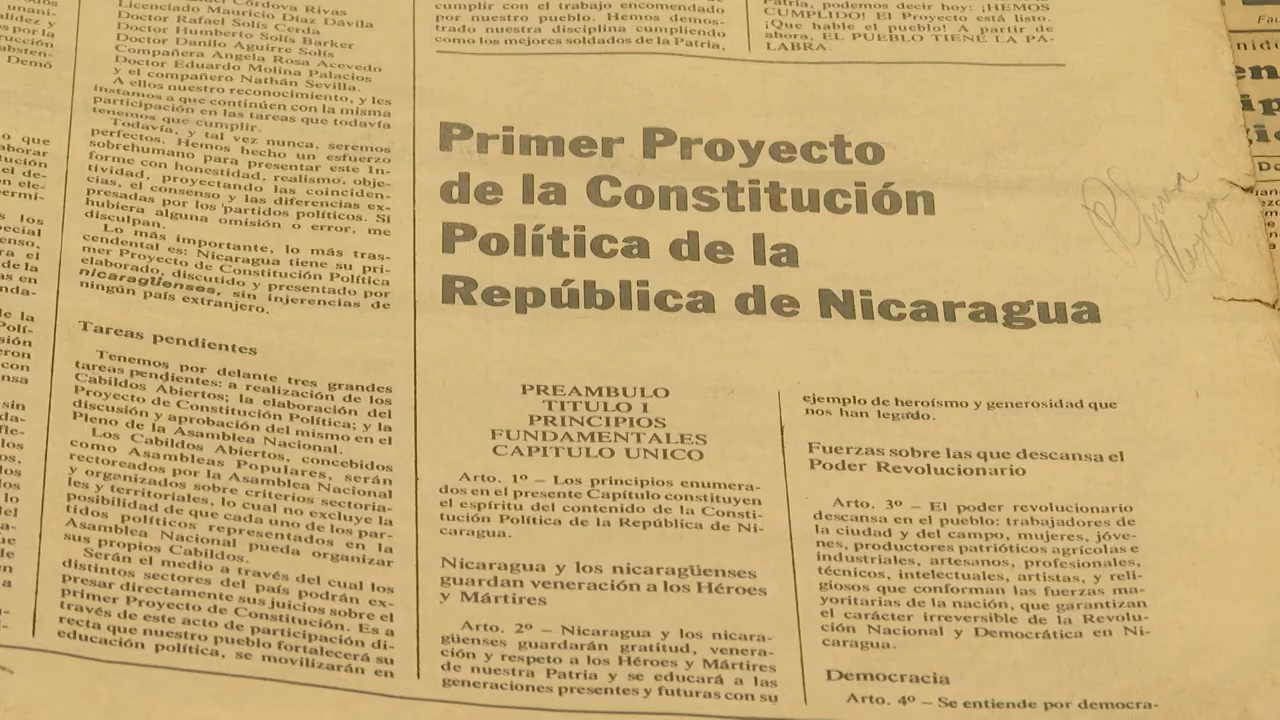 Córdova Rivas
Licenciado Mauricio Díaz Dávila
Doctor Rafael Solís Cerda
Doctor Humberto Solís Barker
Doctor Danilo Aguirre Solís
Compañera Angela Rosa Acevedo
Doctor Eduardo Molina Palacios
y el compañero Nathán Sevilla.
A ellos nuestro reconocimiento, y les
instamos a que continúen con la misma
participación en las tareas que todavía
tenemos que cumplir.
Todavía, y tal vez nunca, seremos
perfectos. Hemos hecho un esfuerzo
sobrehumano para presentar este In-
forme con honestidad, realismo, obje-
tividad, proyectando las coinciden-
cias, el consenso y las diferencias ex-
presadas por los partidos políticos. Si
hubiera alguna omisión o error, me
disculpan.
Lo más importante, lo más tras-
cendental es: Nicaragua tiene su pri-
mer Proyecto de Constitución Política
elaborado, discutido y presentado por
nicaragüenses, sin injerencias de
ningún país extranjero.
Tareas pendientes
Tenemos por delante tres grandes
tareas pendientes: a realización de los
Cabildos Abiertos; la elaboración del
Proyecto de Constitución Política; y la
discusión y aprobación del mismo en el
Pleno de la Asamblea Nacional.
Los Cabildos Abiertos, concebidos
como Asambleas Populares, serán
rectoreados por la Asamblea Nacional
y organizados sobre criterios sectoria-
les y territoriales, lo cual no excluye la
posibilidad de que cada uno de los par-
tidos políticos representados en la
Asamblea Nacional pueda organizar
sus propios Cabildos.
Serán el medio a través del cual los
distintos sectores del país podrán ex-
presar directamente sus juicios sobre el
primer Proyecto de Constitución. Es a
través de este acto de participación di-
recta que nuestro pueblo fortalecerá su
educación política, se movilizarán en
cumplir con el trabajo encomendado
por nuestro pueblo. Hemos demos-
trado nuestra disciplina cumpliendo
como los mejores soldados de la Patria,
Patria, podemos decir hoy: ¡HEMOS
CUMPLIDO! El Proyecto está listo.
¡Que hable el pueblo! A partir de
ahora, EL PUEBLO TIENE LA PA-
LABRA.
Primer Proyecto
de la Constitución
Política de la
República de Nicaragua
PREAMBULO
TITULO I
PRINCIPIOS
FUNDAMENTALES
CAPITULO UNICO
Arto. 1º – Los principios enumera-
dos en el presente Capítulo constituyen
el espíritu del contenido de la Consti-
tución Política de la República de Ni-
caragua.
Nicaragua y los nicaragüenses
guardan veneración a los Héroes
y Mártires
Arto. 2º – Nicaragua y los nicara-
güenses guardarán gratitud, venera-
ción y respeto a los Héroes y Mártires
de nuestra Patria y se educará a las
generaciones presentes y futuras con su
ejemplo de heroísmo y generosidad que
nos han legado.
Fuerzas sobre las que descansa el
Poder Revolucionario
Arto. 3º – El poder revolucionario
descansa en el pueblo: trabajadores de
la ciudad y del campo, mujeres, jóve-
nes, productores patrióticos agrícolas e
industriales, artesanos, profesionales,
técnicos, intelectuales, artistas, y reli-
giosos que conforman las fuerzas ma-
yoritarias de la nación, que garantizan
el carácter irreversible de la Revolu-
ción Nacional y Democrática en Ni-
caragua.
Democracia
Arto. 4º – Se entiende por democra-